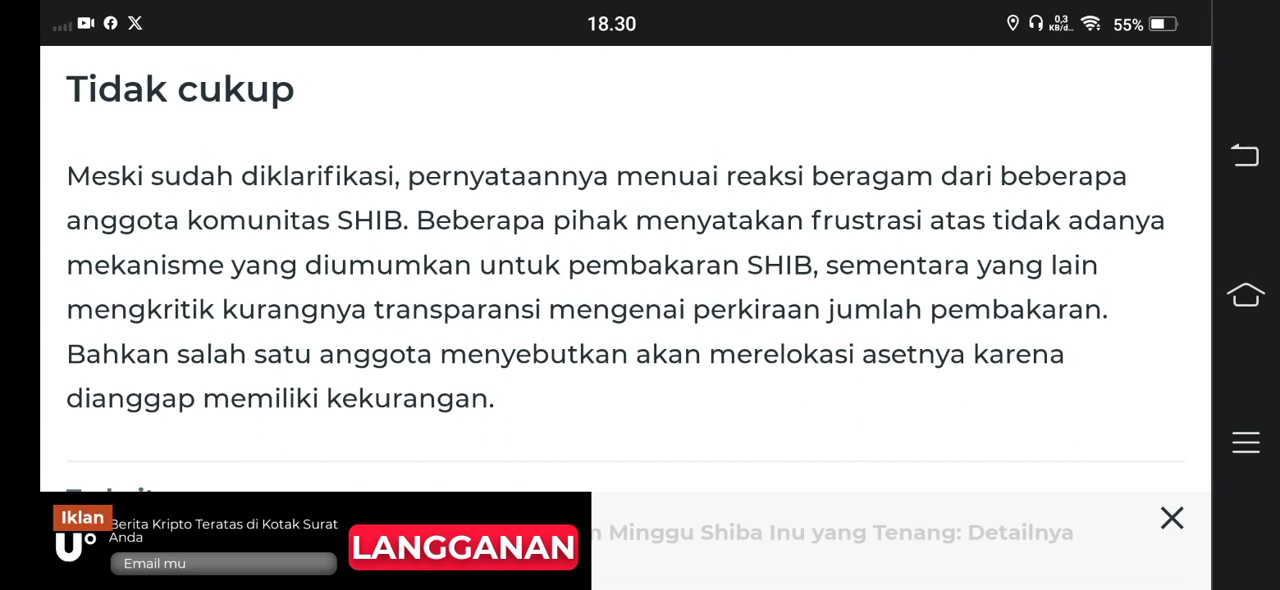 18.30
0,3
KB/d...
55%
Tidak cukup
Meski sudah diklarifikasi, pernyataannya menuai reaksi beragam dari beberapa
anggota komunitas SHIB. Beberapa pihak menyatakan frustrasi atas tidak adanya
mekanisme yang diumumkan untuk pembakaran SHIB, sementara yang lain
mengkritik kurangnya transparansi mengenai perkiraan jumlah pembakaran.
Bahkan salah satu anggota menyebutkan akan merelokasi asetnya karena
dianggap memiliki kekurangan.
Iklan
Berita Kripto Teratas di Kotak Surat
Anda
Email mu
LANGGANAN
Minggu Shiba Inu yang Tenang: Detailnya